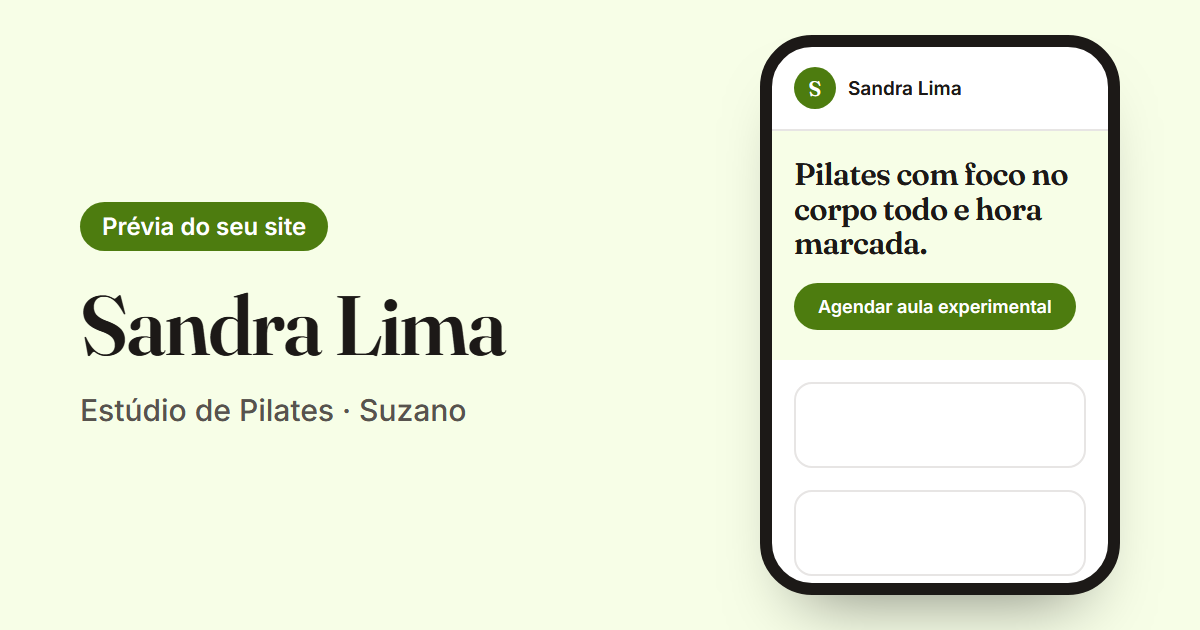 Prévia do seu site
Sandra Lima
Estúdio de Pilates · Suzano
S
Sandra Lima
Pilates com foco no
corpo todo e hora
marcada.
Agendar aula experimental